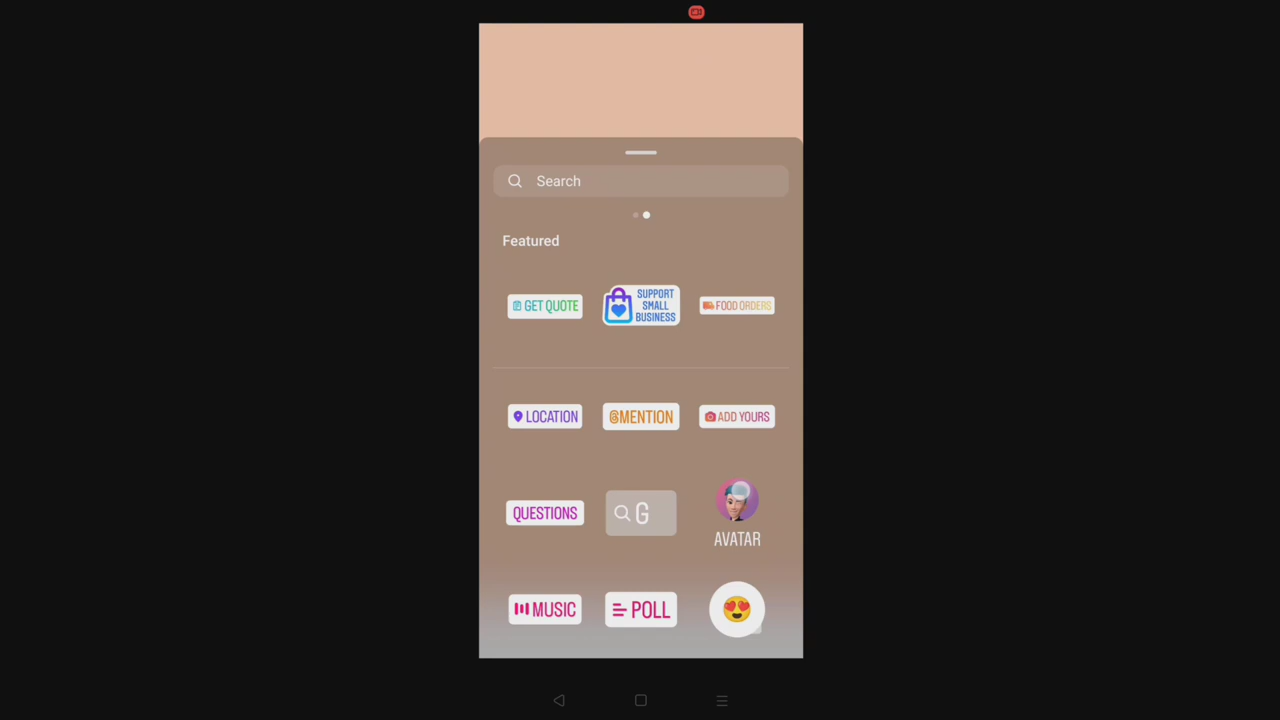 Search
Featured
GET QUOTE
SUPPORT
SMALL
BUSINESS
FOOD ORDERS
LOCATION
@MENTION
ADD YOURS
QUESTIONS
G
AVATAR
MUSIC
POLL